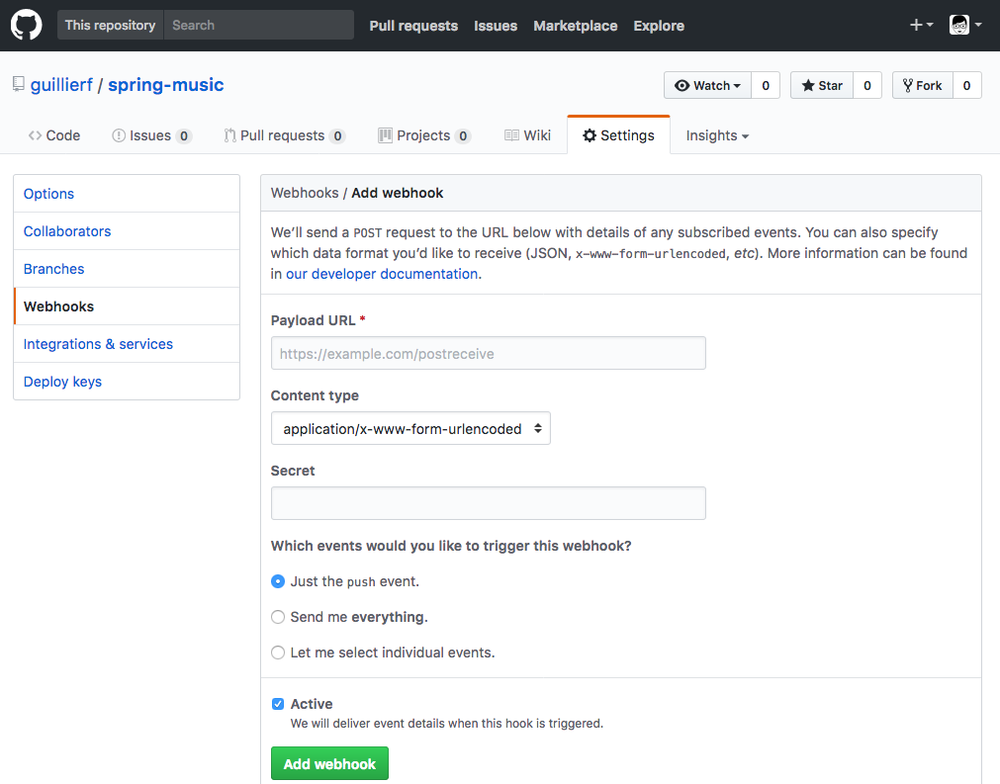 This repository Search Pull requests Issues Marketplace Explore
guillierf / spring-music Watch 0 Star 0 Fork 0
Code Issues 0 Pull requests 0 Projects 0 Wiki Settings Insights
Options
Collaborators
Branches
Webhooks
Integrations & services
Deploy keys
Webhooks / Add webhook
We’ll send a POST request to the URL below with details of any subscribed events. You can also specify
which data format you’d like to receive (JSON, x-www-form-urlencoded, etc). More information can be found
in our developer documentation.
Payload URL *
https://example.com/postreceive
Content type
application/x-www-form-urlencoded
Secret
Which events would you like to trigger this webhook?
Just the push event.
Send me everything.
Let me select individual events.
Active
We will deliver event details when this hook is triggered.
Add webhook